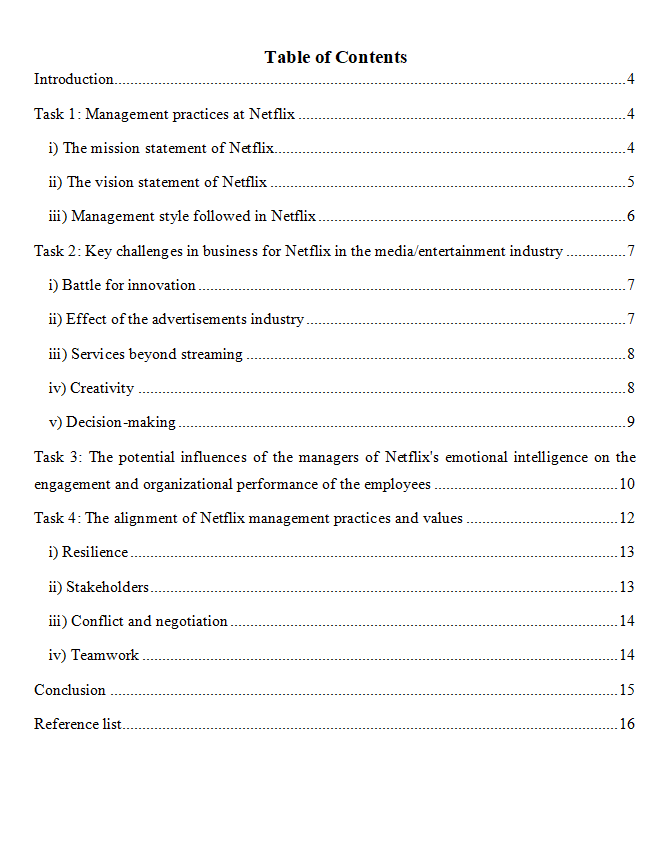 Table of Contents
Introduction....................................................................................................4
Task 1: Management practices at Netflix ....................................................................4
i) The mission statement of Netflix............................................................................4
ii) The vision statement of Netflix ............................................................................5
iii) Management style followed in Netflix ....................................................................6
Task 2: Key challenges in business for Netflix in the media/entertainment industry ..............7
i) Battle for innovation ........................................................................................7
ii) Effect of the advertisements industry ....................................................................7
iii) Services beyond streaming ................................................................................8
iv) Creativity ....................................................................................................8
v) Decision-making ............................................................................................9
Task 3: The potential influences of the managers of Netflix's emotional intelligence on the
engagement and organizational performance of the employees ..........................................10
Task 4: The alignment of Netflix management practices and values ..................................12
i) Resilience ....................................................................................................13
ii) Stakeholders................................................................................................13
iii) Conflict and negotiation ....................................................................................14
iv) Teamwork ....................................................................................................14
Conclusion ....................................................................................................15
Reference list................................................................................................16